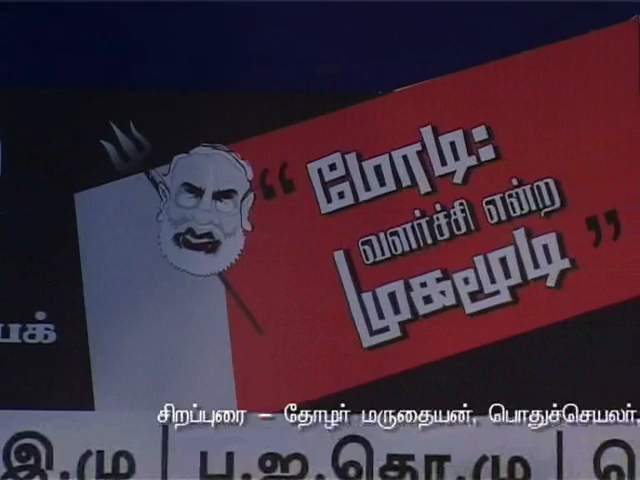 “மோடி:
வளர்ச்சி என்ற
முகமூடி”
பக்
சிறப்புரை – தோழர் மருதையன், பொதுச்செயலர்,
இ.மு | ப.ஐ.தொ.மு |